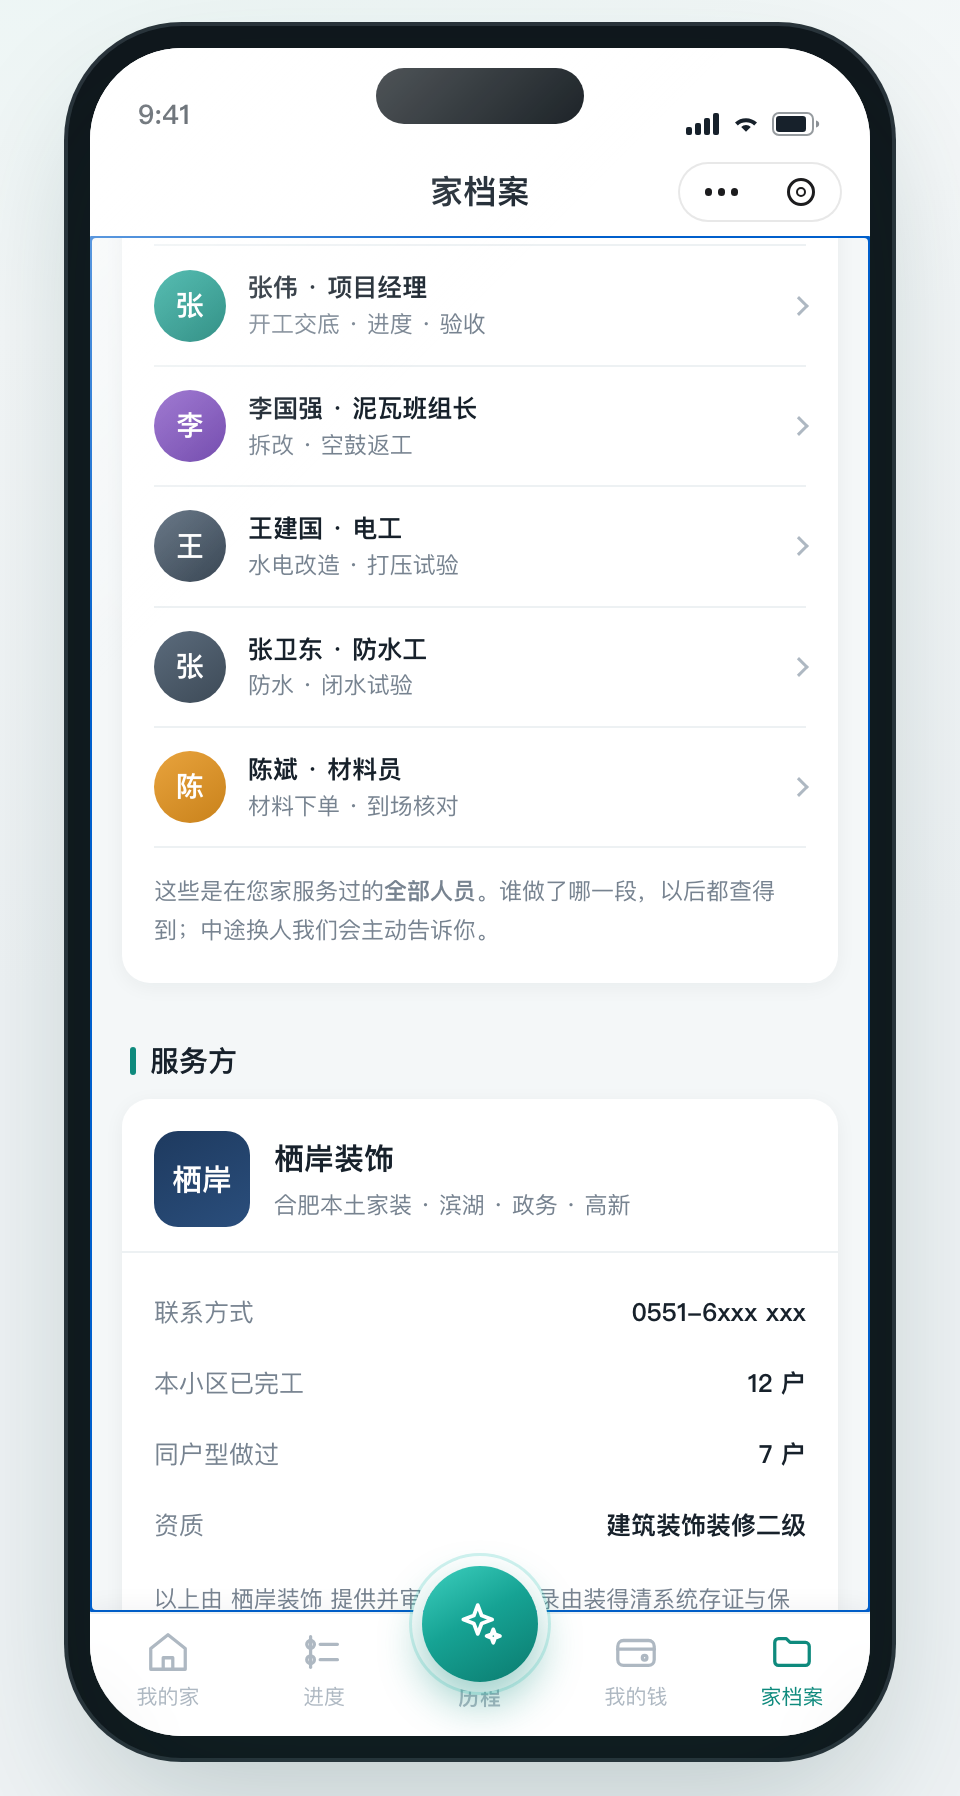 9:41
家档案
张
张伟 · 项目经理
开工交底 · 进度 · 验收
李
李国强 · 泥瓦班组长
拆改 · 空鼓返工
王
王建国 · 电工
水电改造 · 打压试验
张
张卫东 · 防水工
防水 · 闭水试验
陈
陈斌 · 材料员
材料下单 · 到场核对
这些是在您家服务过的全部人员。谁做了哪一段，以后都查得
到；中途换人我们会主动告诉你。
服务方
栖岸
栖岸装饰
合肥本土家装 · 滨湖 · 政务 · 高新
联系方式
0551-6xxx xxx
本小区已完工
12 户
同户型做过
7 户
资质
建筑装饰装修二级
以上由 栖岸装饰 提供并审 录由装得清系统存证与保
我的家
进度
历程
我的钱
家档案